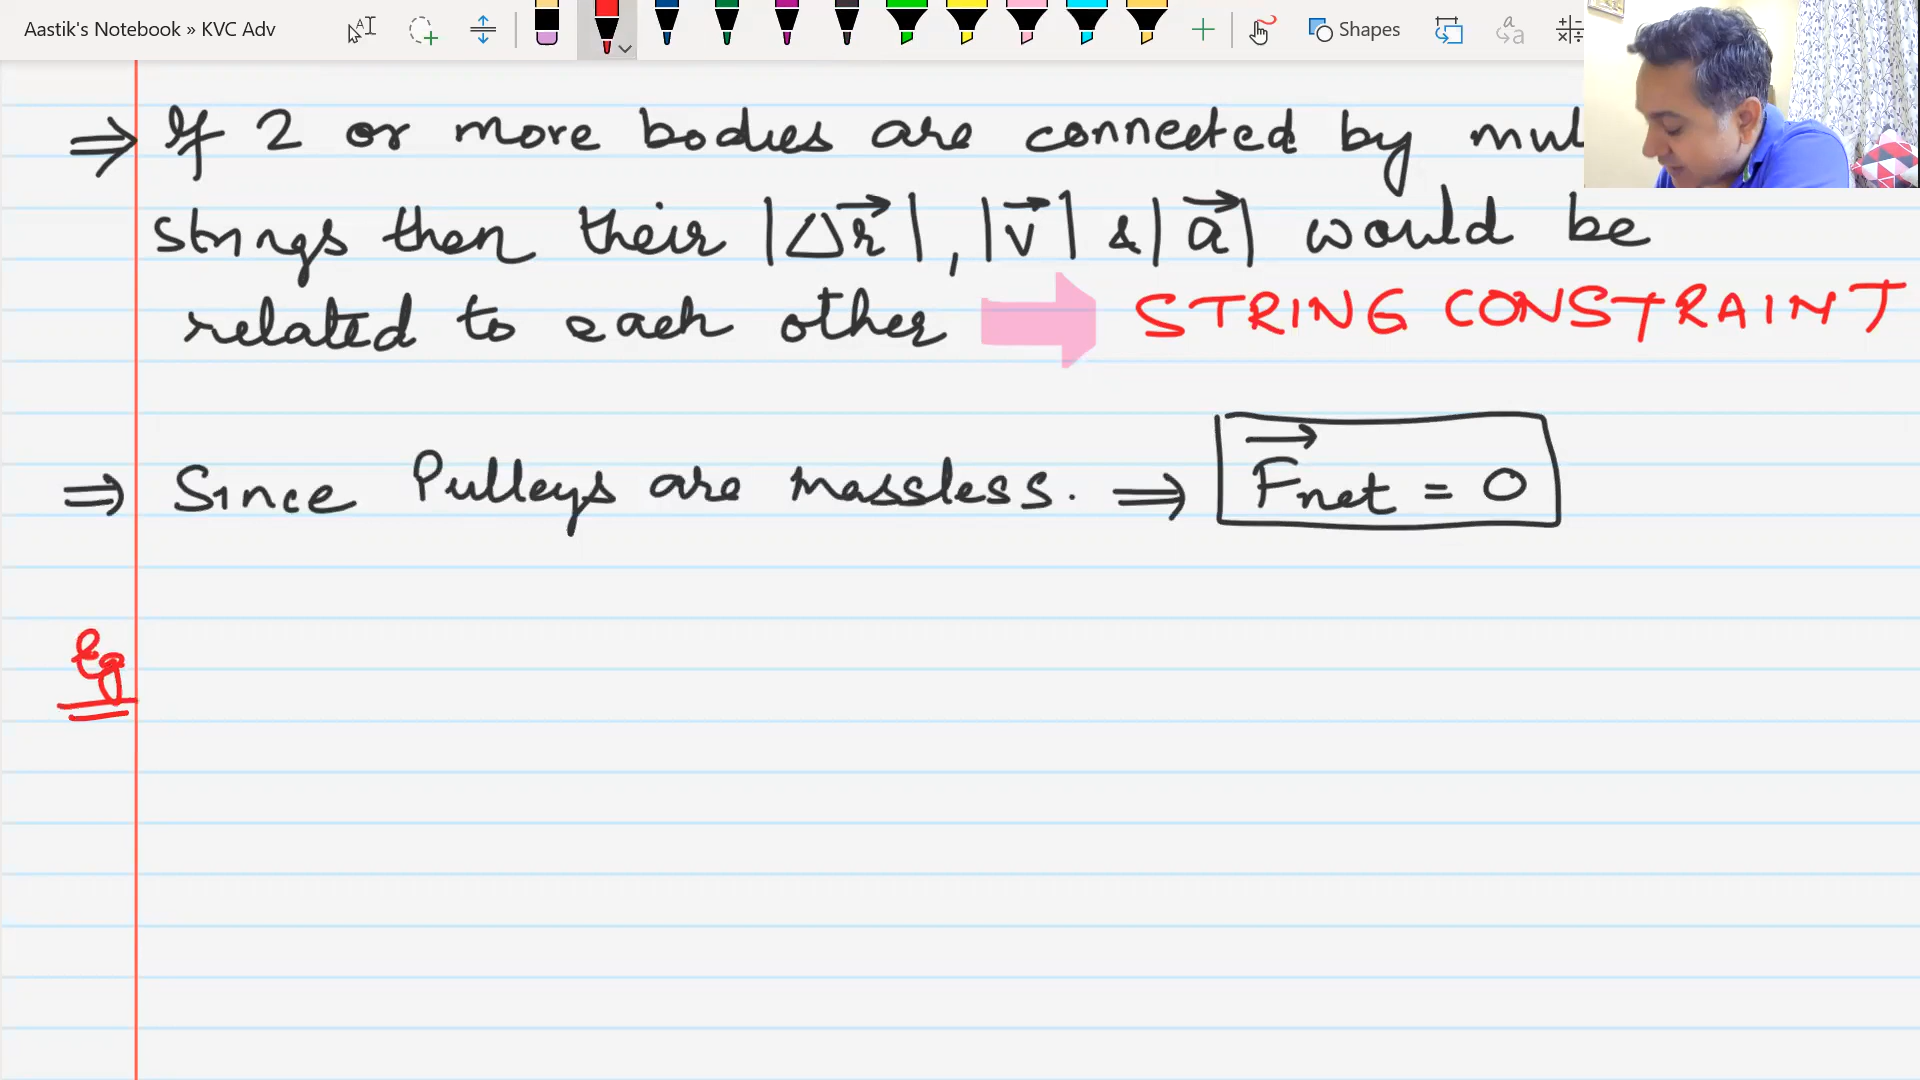 Aastik's Notebook » KVC Adv
Shapes
⇒ If 2 or more bodies are connected by mul
strings then their |Δr⃗|, |v⃗| & |a⃗| would be
related to each other ➡ STRING CONSTRAINT
⇒ Since Pulleys are massless. ⇒ F⃗net = 0
Eg